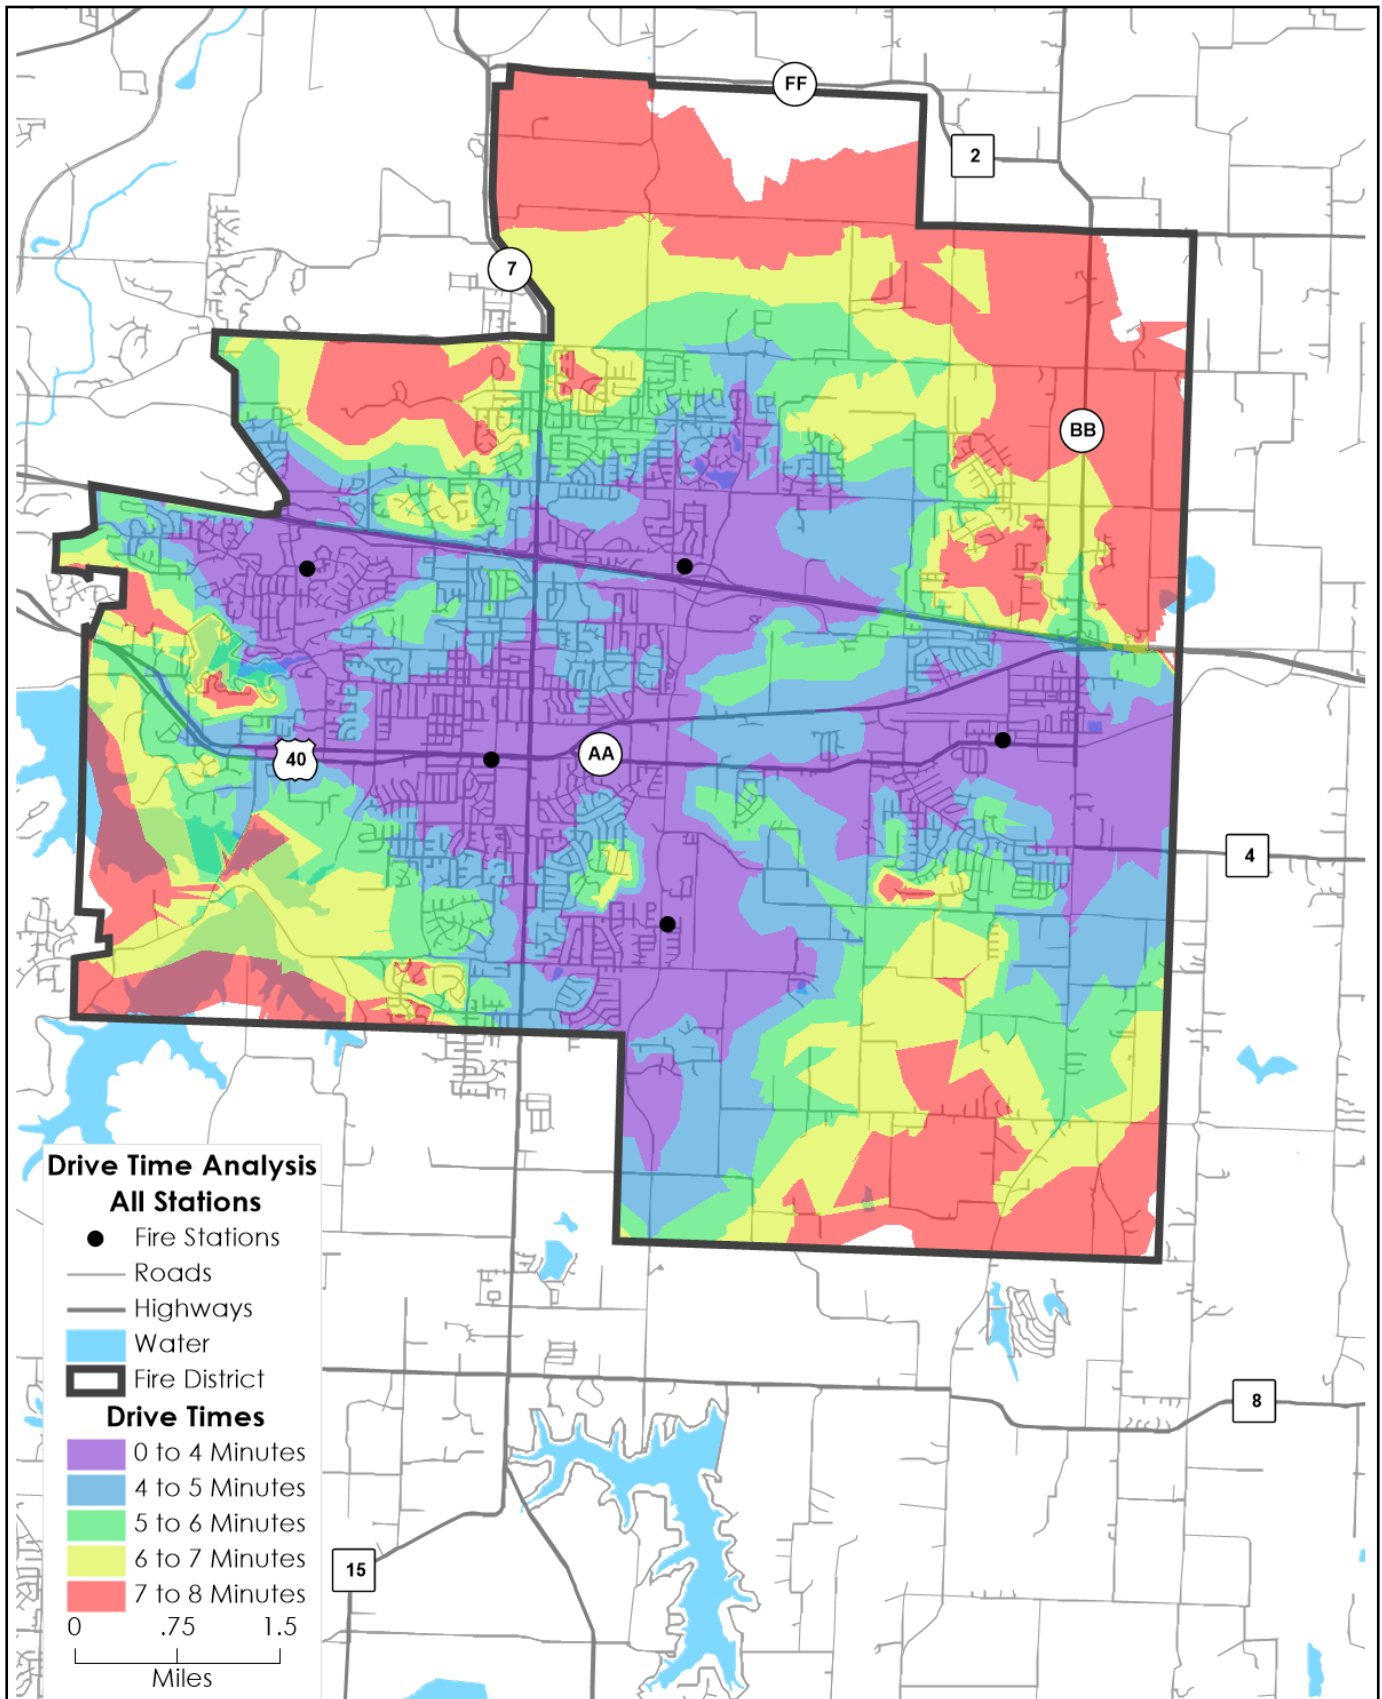 FF
2
7
BB
40
AA
4
8
15
Drive Time Analysis
All Stations
Fire Stations
Roads
Highways
Water
Fire District
Drive Times
0 to 4 Minutes
4 to 5 Minutes
5 to 6 Minutes
6 to 7 Minutes
7 to 8 Minutes
0 .75 1.5
Miles